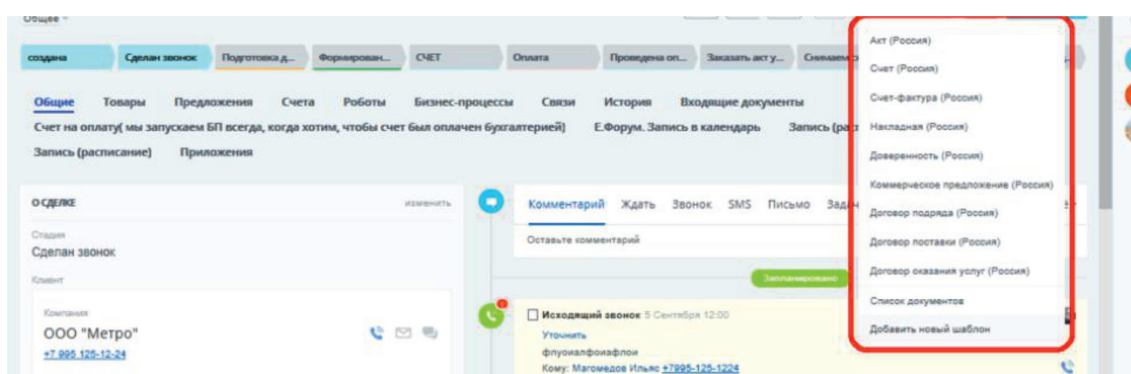 Общее
создана Сделан звонок Подготовка д... Формирован... СЧЕТ Оплата Проведена оп... Заказать акт у... Снимаем
Общие Товары Предложения Счета Роботы Бизнес-процессы Связи История Входящие документы
Счет на оплату( мы запускаем БП всегда, когда хотим, чтобы счет был оплачен бухгалтерией) Е.Форум. Запись в календарь Запись (рас
Запись (расписание) Приложения
О СДЕЛКЕ изменить
Стадия
Сделан звонок
Клиент
Компания
ООО "Метро"
+7 995 125-12-24
Комментарий Ждать Звонок SMS Письмо Задач
Оставьте комментарий
Запланировано
Исходящий звонок 5 Сентября 12:00
Уточнить
флуоиалфоиафлои
Кому: Магомедов Ильяс +7995-125-1224
Акт (Россия)
Счет (Россия)
Счет-фактура (Россия)
Накладная (Россия)
Доверенность (Россия)
Коммерческое предложение (Россия)
Договор подряда (Россия)
Договор поставки (Россия)
Договор оказания услуг (Россия)
Список документов
Добавить новый шаблон